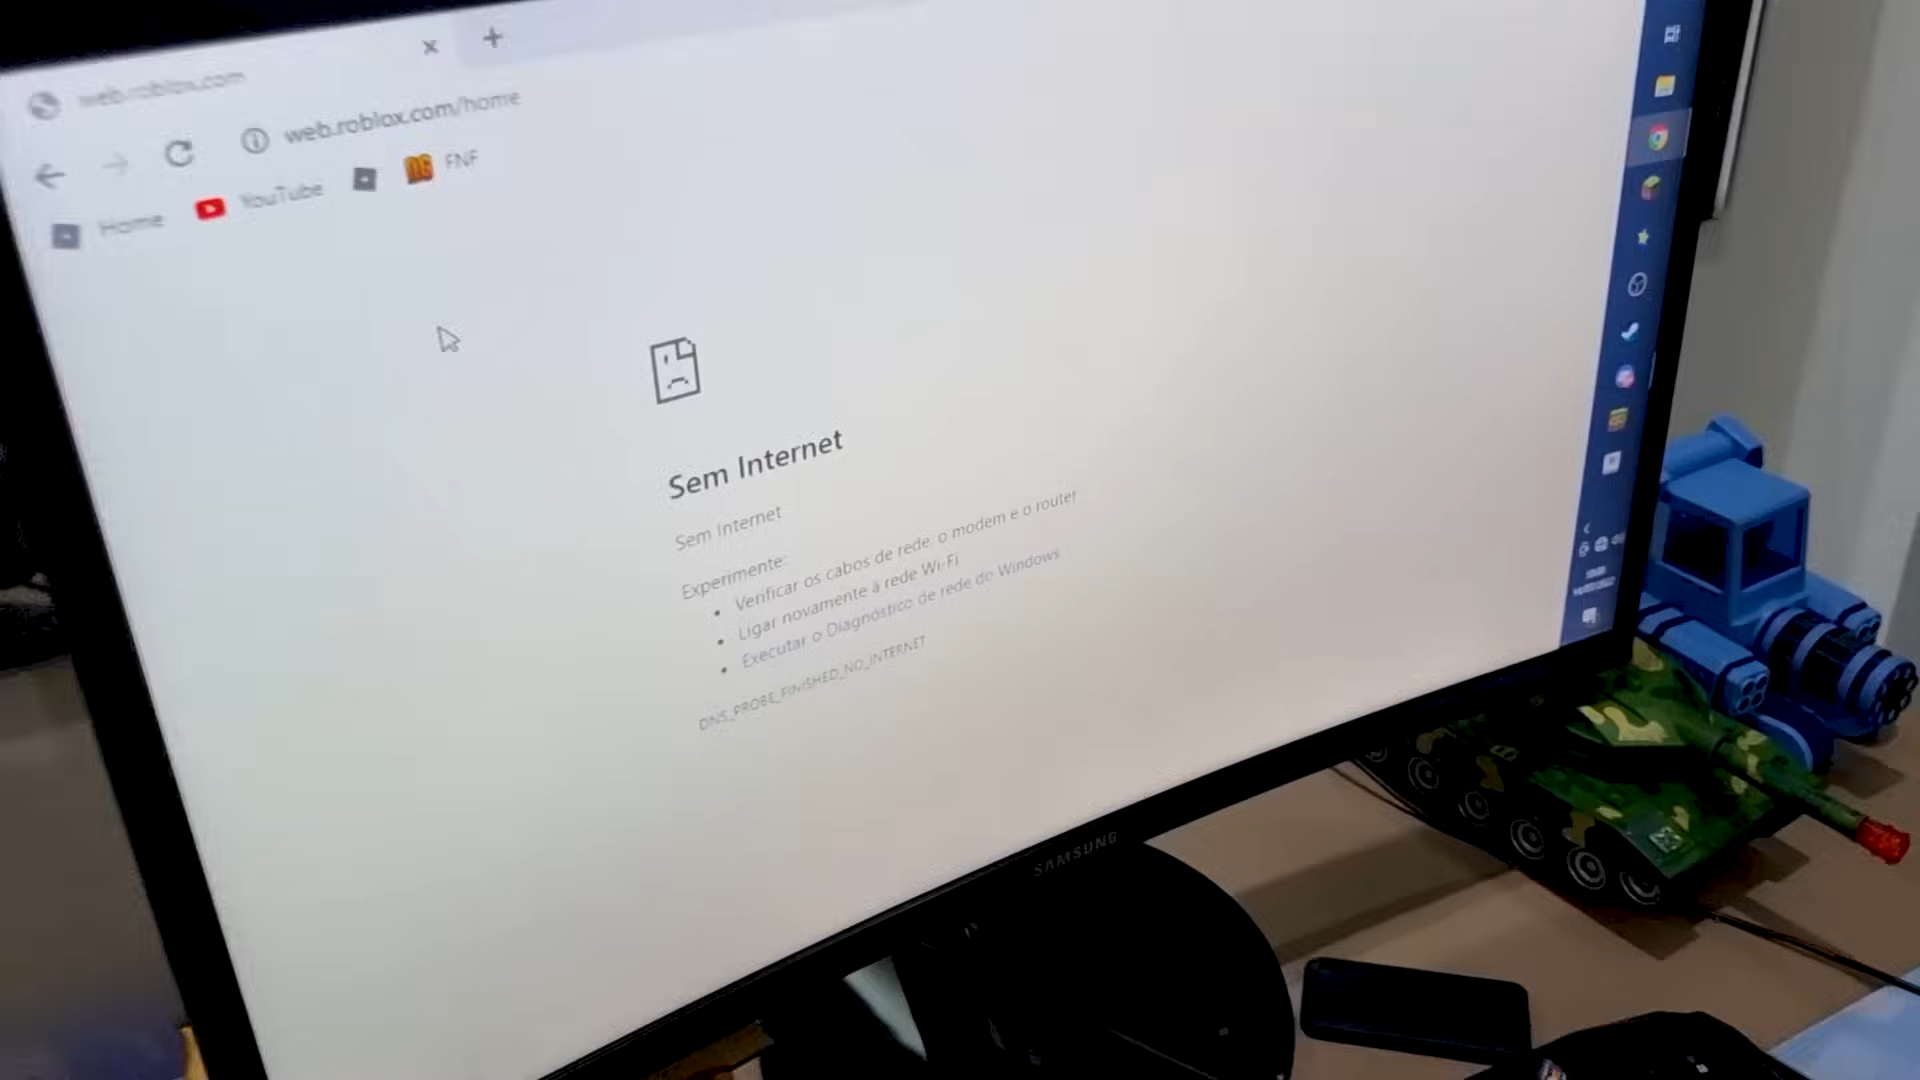 web.roblox.com
web.roblox.com/home
Home
YouTube
FNF
Sem Internet
Sem Internet
Experimente:
Verificar os cabos de rede, o modem e o router
Ligar novamente à rede Wi-Fi
Executar o Diagnóstico de rede do Windows
DNS_PROBE_FINISHED_NO_INTERNET
SAMSUNG